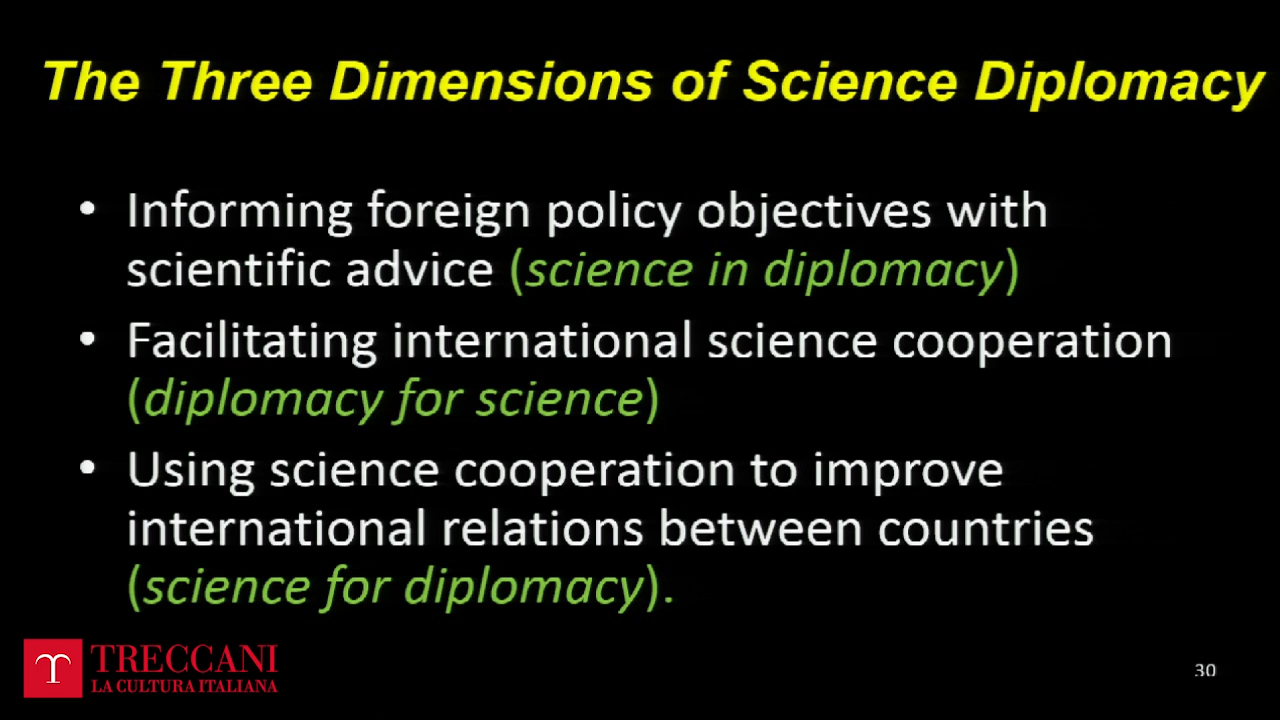 The Three Dimensions of Science Diplomacy
• Informing foreign policy objectives with
scientific advice (science in diplomacy)
• Facilitating international science cooperation
(diplomacy for science)
• Using science cooperation to improve
international relations between countries
(science for diplomacy).
TRECCANI
LA CULTURA ITALIANA
30